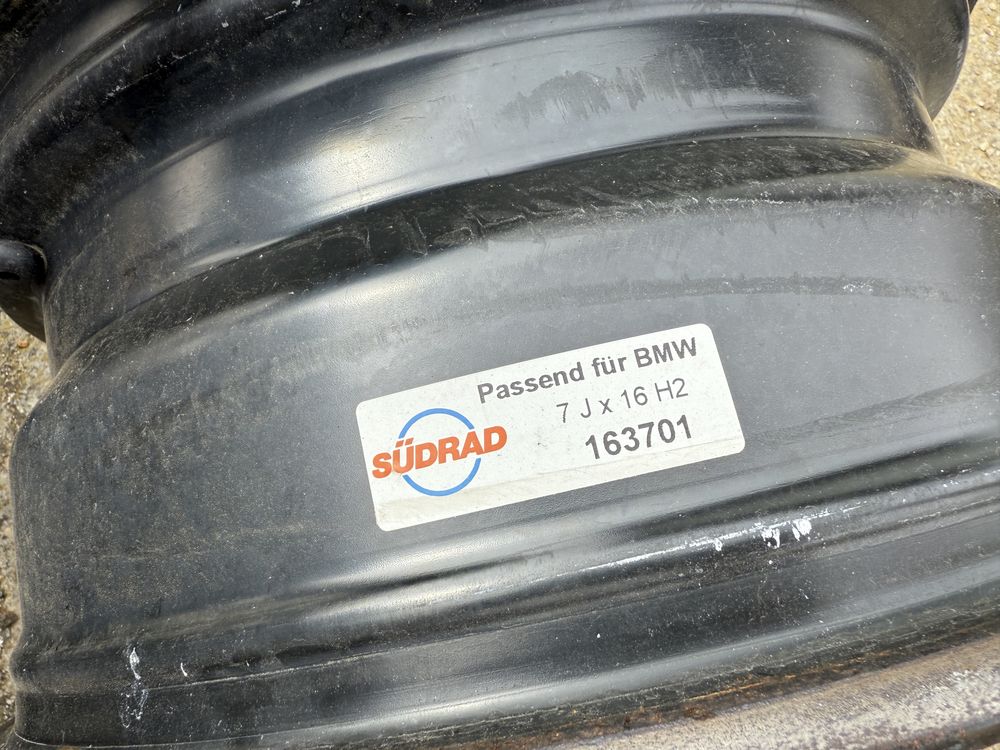 Passend für BMW
7 J x 16 H2
163701
SÜDRAD